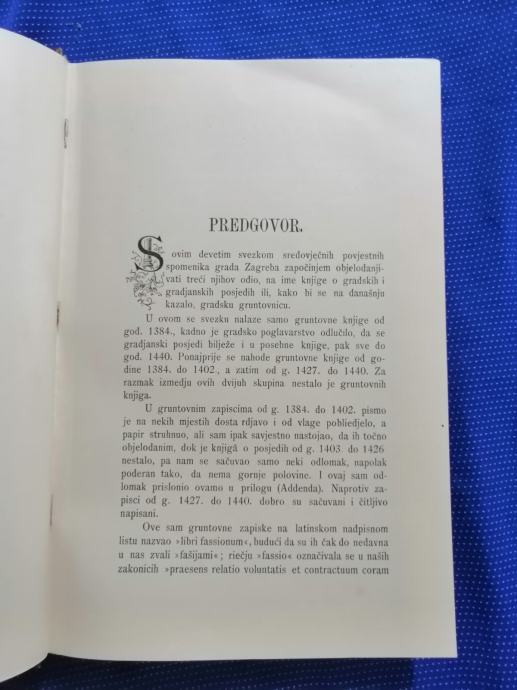 PREDGOVOR.
S ovim devetim svezkom sredovječnih povjestnih
spomenika grada Zagreba započinjem objelodanji-
vati treći njihov odio, na ime knjige o gradskih i
gradjanskih posjedih ili, kako bi se na današnju
kazalo, gradsku gruntovnicu.
U ovom se svezku nalaze samo gruntovne knjige od
god. 1384., kadno je gradsko poglavarstvo odlučilo, da se
gradjanski posjedi bilježe i u posebne knjige, pak sve do
god. 1440. Ponajprije se nahode gruntovne knjige od go-
dine 1384. do 1402., a zatim od g. 1427. do 1440. Za
razmak izmedju ovih dvijuh skupina nestalo je gruntovnih
knjiga.
U gruntovnim zapiscima od g. 1384. do 1402. pismo
je na nekih mjestih dosta rdjavo i od vlage pobliedjelo, a
papir struhnuo, ali sam ipak savjestno nastojao, da ih točno
objelodanim, dok je knjigâ o posjedih od g. 1403. do 1426
nestalo, pa nam se sačuvao samo neki odlomak, napolak
poderan tako, da nema gornje polovine. I ovaj sam od-
lomak prislonio ovamo u prilogu (Addenda). Naprotiv za-
pisci od g. 1427. do 1440. dobro su sačuvani i čitljivo
napisani.
Ove sam gruntovne zapiske na latinskom nadpisnom
listu nazvao »libri fassionum«, budući da su ih čak do nedavna
u nas zvali »fašijami«; riečju »fassio« označivala se u naših
zakonicih »praesens relatio voluntatis et contractuum coram